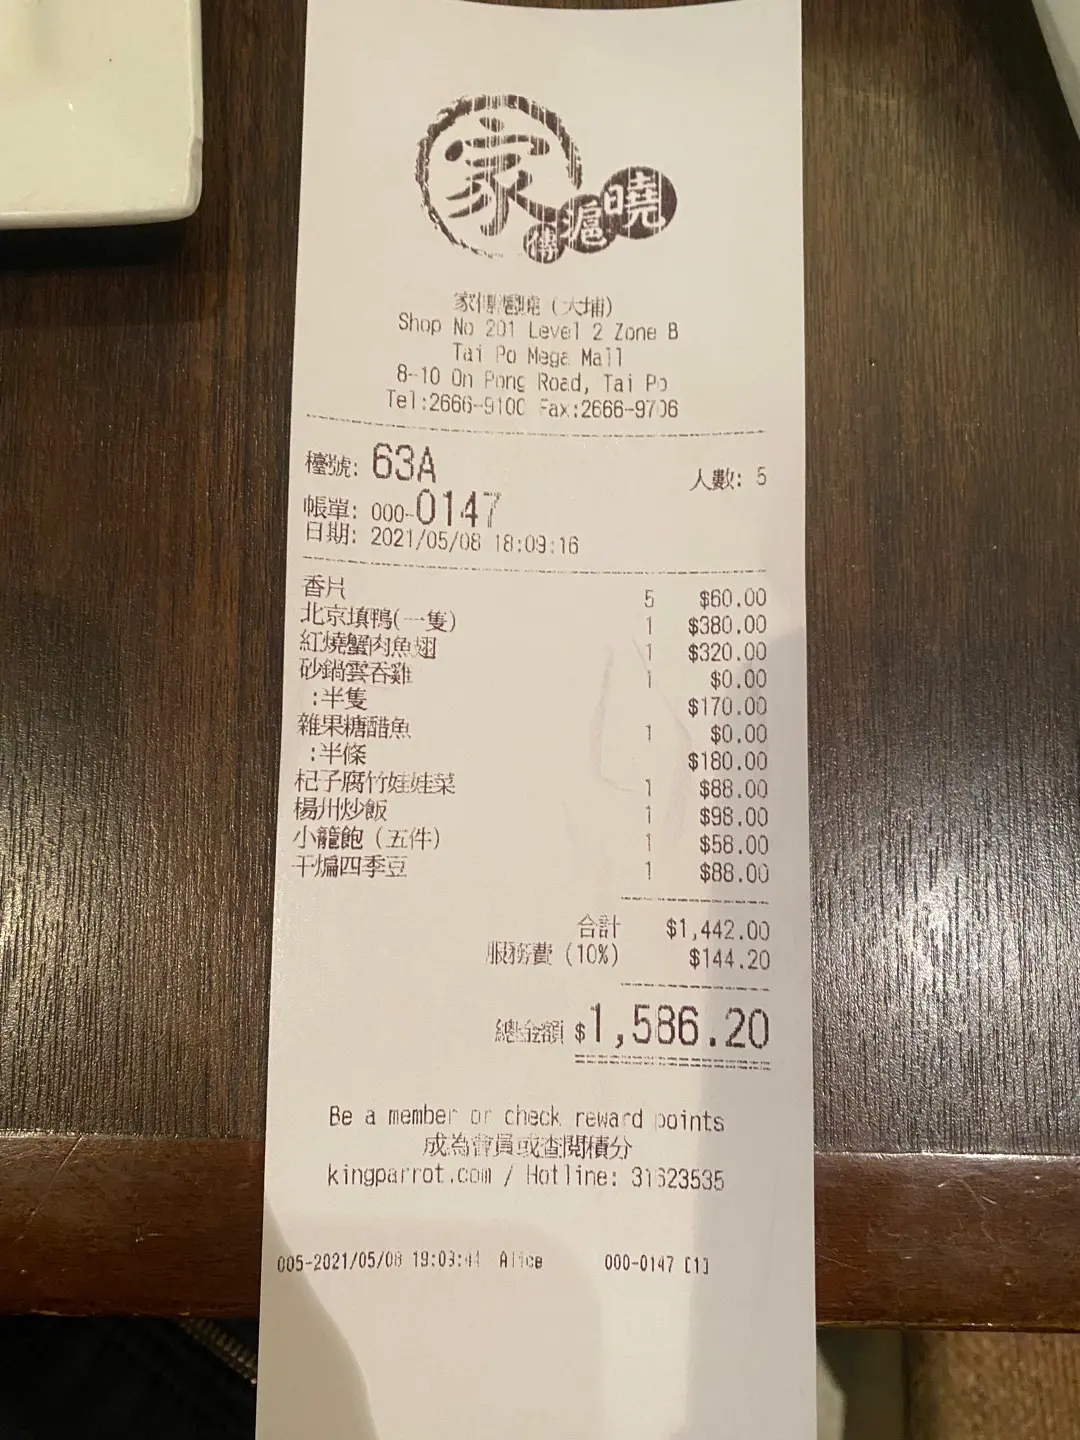 家傳滬曉
家傳滬曉（大埔）
Shop No 201 Level 2 Zone B
Tai Po Mega Mall
8-10 On Pong Road, Tai Po
Tel:2666-9100 Fax:2666-9706
檯號: 63A 人數: 5
帳單: 000-0147
日期: 2021/05/08 18:09:16
香片 5 $60.00
北京填鴨(一隻) 1 $380.00
紅燒蟹肉魚翅 1 $320.00
砂鍋雲吞雞 1 $0.00
:半隻 $170.00
雜果糖醋魚 1 $0.00
:半條 $180.00
杞子腐竹娃娃菜 1 $88.00
楊州炒飯 1 $98.00
小籠飽（五件） 1 $58.00
干煸四季豆 1 $88.00
合計 $1,442.00
服務費 (10%) $144.20
總金額 $1,586.20
Be a member or check reward points
成為會員或查閱積分
kingparrot.com / Hotline: 31623535
005-2021/05/08 19:03:44 Alice 000-0147 [1]